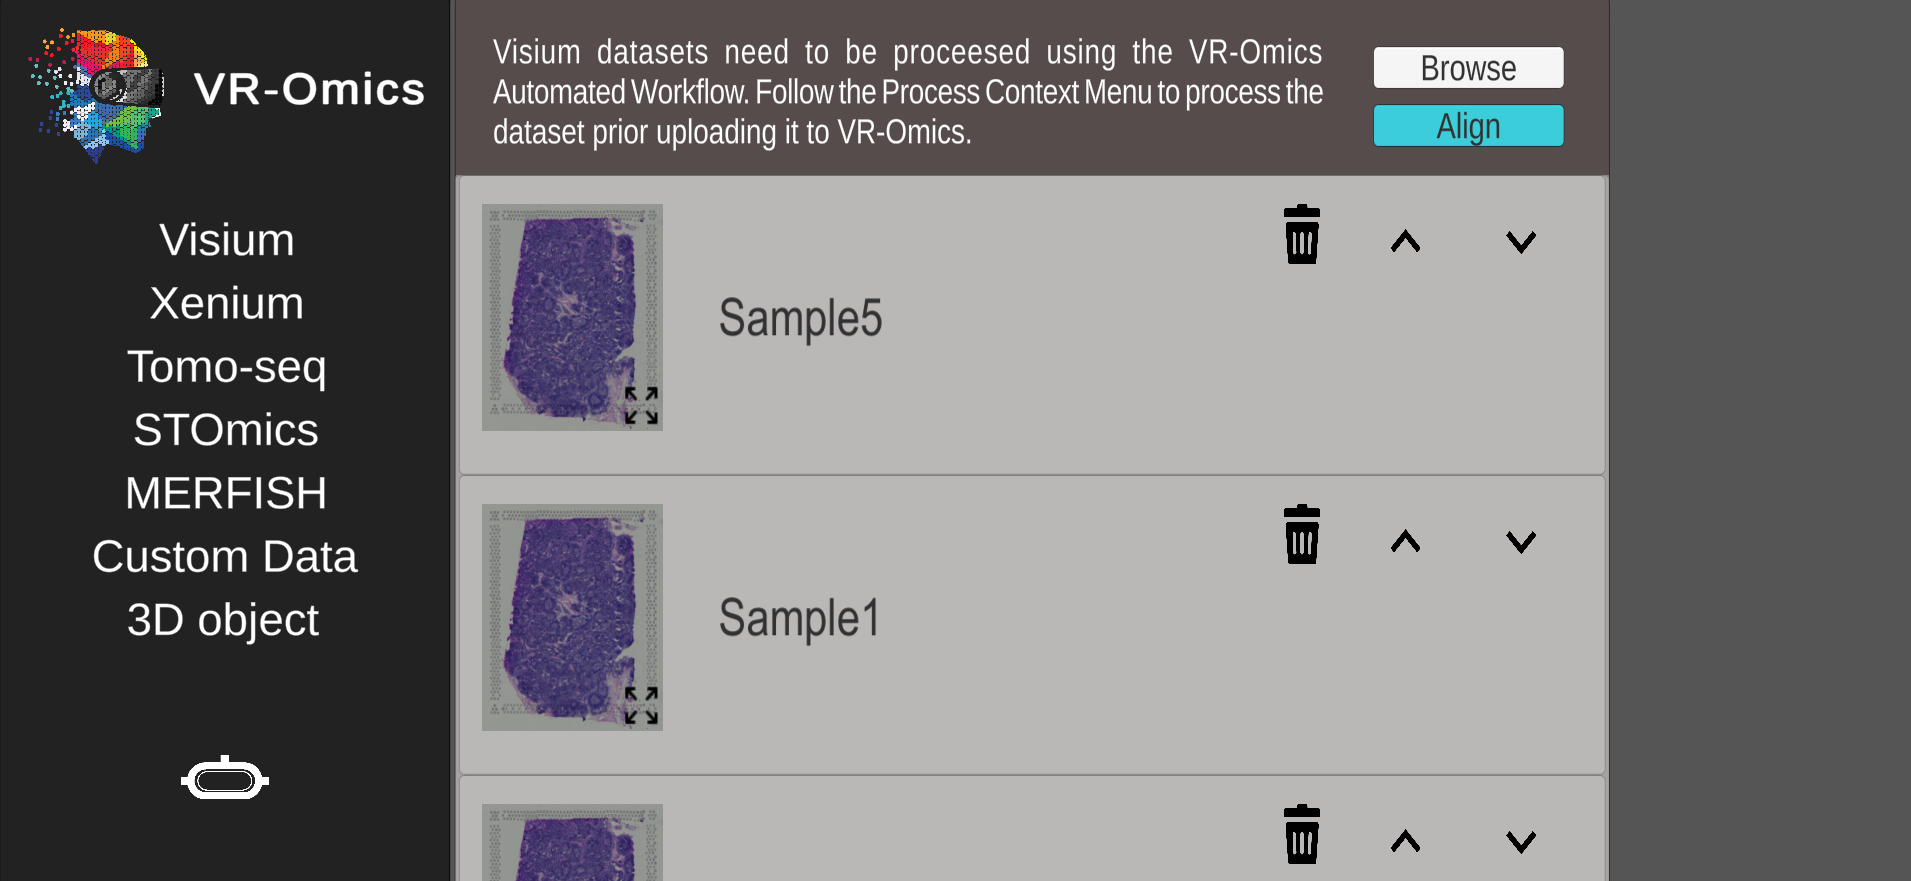 VR-Omics
Visium
Xenium
Tomo-seq
STOmics
MERFISH
Custom Data
3D object
Visium datasets need to be proceesed using the VR-Omics
Automated Workflow. Follow the Process Context Menu to process the
dataset prior uploading it to VR-Omics.
Browse
Align
Sample5
Sample1